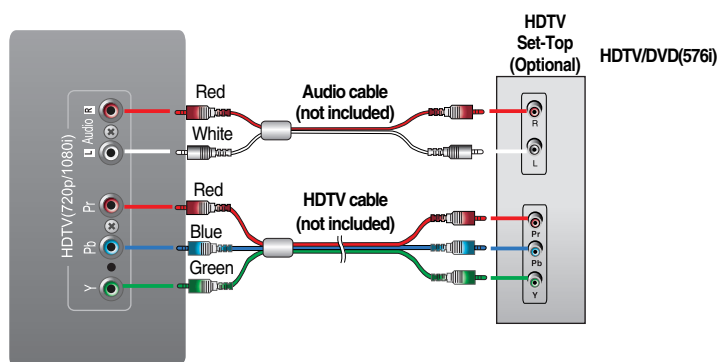 HDTV
Set-Top
(Optional)
HDTV/DVD(576i)
HDTV(720p/1080i)
R Audio L
Pr
Pb
Y
Red
White
Audio cable
(not included)
Red
Blue
Green
HDTV cable
(not included)
R
L
Pr
Pb
Y